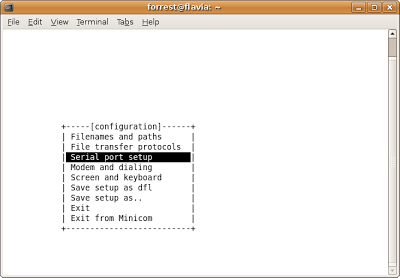 forrest@flavia: ~
File Edit View Terminal Tabs Help
+-----[configuration]------+
| Filenames and paths |
| File transfer protocols |
| Serial port setup |
| Modem and dialing |
| Screen and keyboard |
| Save setup as dfl |
| Save setup as.. |
| Exit |
| Exit from Minicom |
+--------------------------+